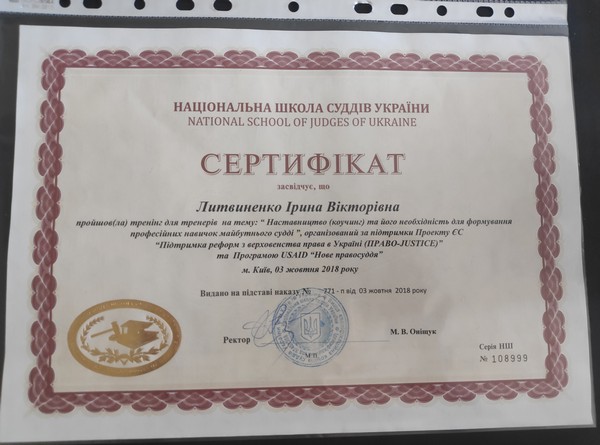 НАЦІОНАЛЬНА ШКОЛА СУДДІВ УКРАЇНИ
NATIONAL SCHOOL OF JUDGES OF UKRAINE
СЕРТИФІКАТ
засвідчує, що
Литвиненко Ірина Вікторівна
пройшов(ла) тренінг для тренерів на тему: “ Наставництво (коучинг) та його необхідність для формування
професійних навичок майбутнього судді ”, організований за підтримки Проекту ЄС
“Підтримка реформ з верховенства права в Україні (ПРАВО-JUSTICE)”
та Програмою USAID “Нове правосуддя”
м. Київ, 03 жовтня 2018 року
Видано на підставі наказу № 271 - п від 03 жовтня 2018 року
Ректор
М. В. Оніщук
М.П.
Серія НШ
№ 108999